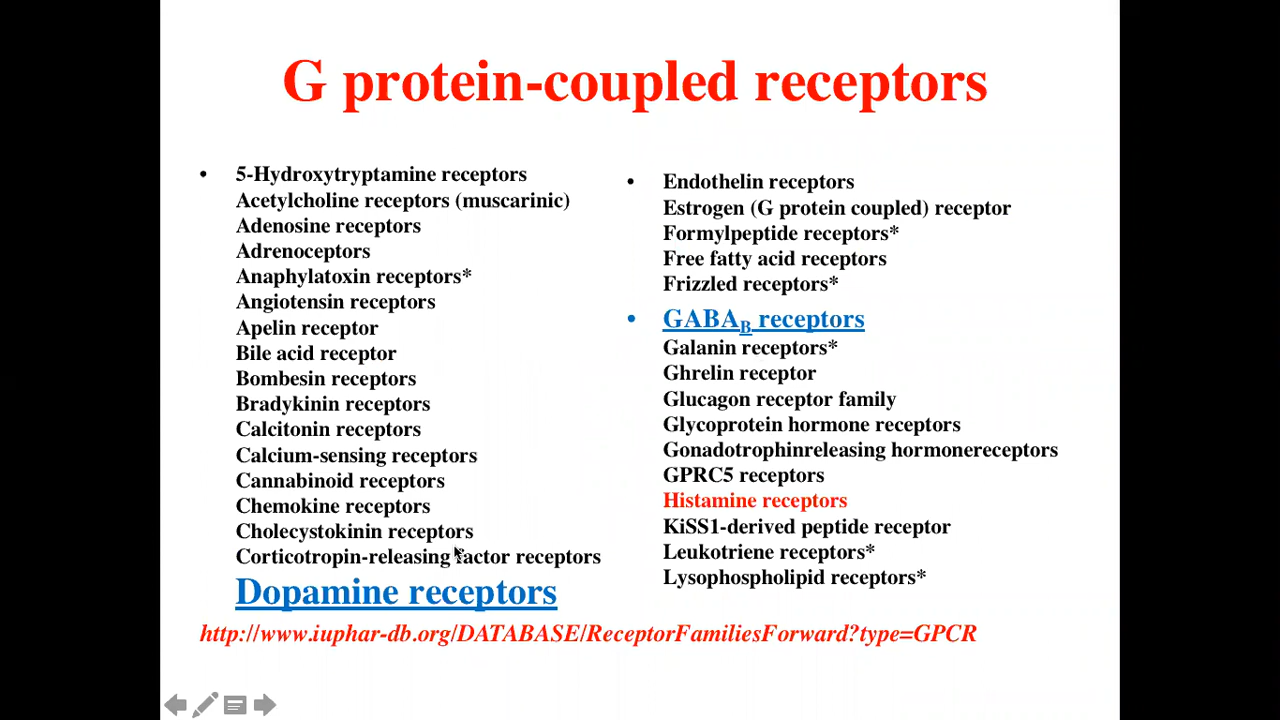 G protein-coupled receptors
• 5-Hydroxytryptamine receptors
Acetylcholine receptors (muscarinic)
Adenosine receptors
Adrenoceptors
Anaphylatoxin receptors*
Angiotensin receptors
Apelin receptor
Bile acid receptor
Bombesin receptors
Bradykinin receptors
Calcitonin receptors
Calcium-sensing receptors
Cannabinoid receptors
Chemokine receptors
Cholecystokinin receptors
Corticotropin-releasing factor receptors
Dopamine receptors
• Endothelin receptors
Estrogen (G protein coupled) receptor
Formylpeptide receptors*
Free fatty acid receptors
Frizzled receptors*
• GABAB receptors
Galanin receptors*
Ghrelin receptor
Glucagon receptor family
Glycoprotein hormone receptors
Gonadotrophinreleasing hormonereceptors
GPRC5 receptors
Histamine receptors
KiSS1-derived peptide receptor
Leukotriene receptors*
Lysophospholipid receptors*
http://www.iuphar-db.org/DATABASE/ReceptorFamiliesForward?type=GPCR